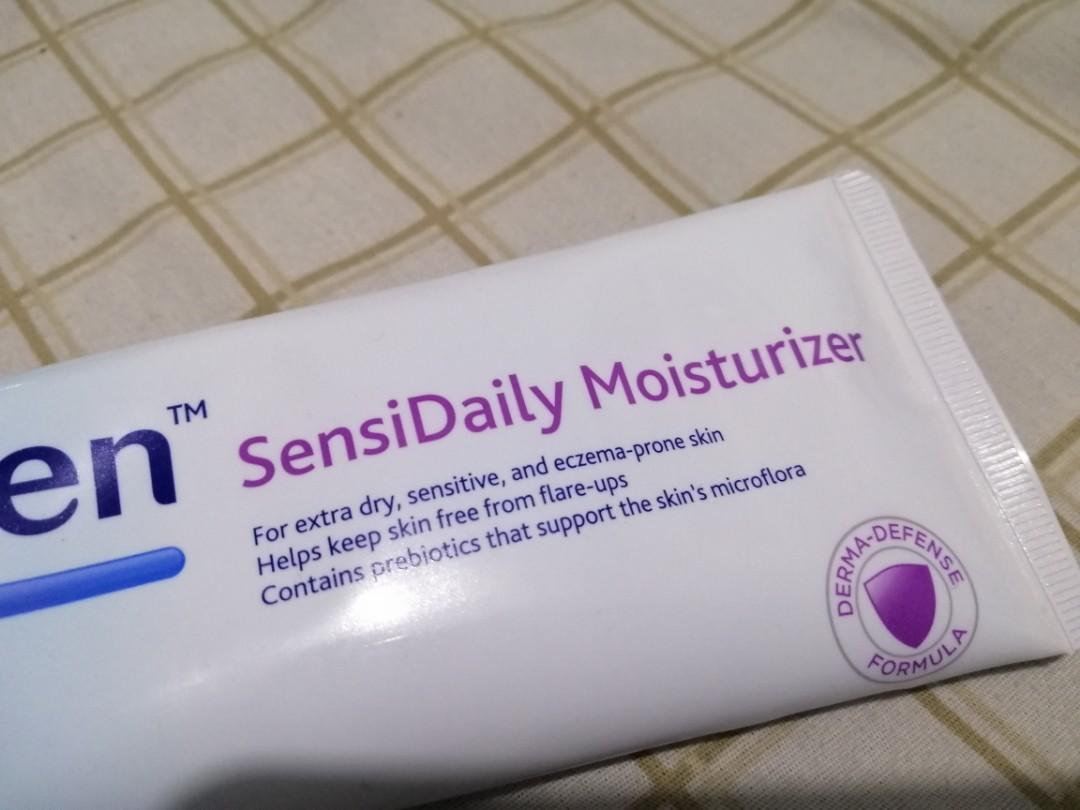 en™
SensiDaily Moisturizer
For extra dry, sensitive, and eczema-prone skin
Helps keep skin free from flare-ups
Contains prebiotics that support the skin's microflora
DERMA-DEFENSE
FORMULA